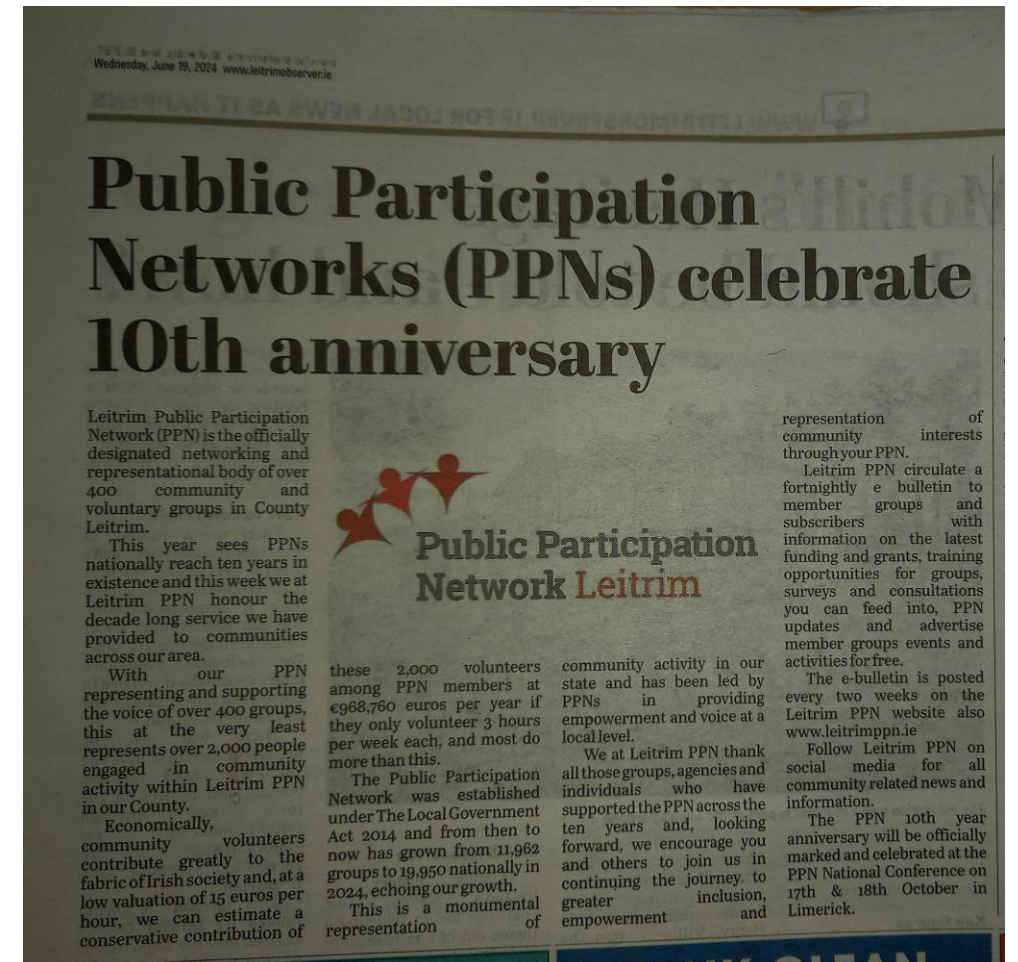 Wednesday, June 19, 2024 www.leitrimobserver.ie
Public Participation
Networks (PPNs) celebrate
10th anniversary
Leitrim Public Participation
Network (PPN) is the officially
designated networking and
representational body of over
400 community and
voluntary groups in County
Leitrim.
This year sees PPNs
nationally reach ten years in
existence and this week we at
Leitrim PPN honour the
decade long service we have
provided to communities
across our area.
With our PPN
representing and supporting
the voice of over 400 groups,
this at the very least
represents over 2,000 people
engaged in community
activity within Leitrim PPN
in our County.
Economically,
community volunteers
contribute greatly to the
fabric of Irish society and, at a
low valuation of 15 euros per
hour, we can estimate a
conservative contribution of
Public Participation
Network Leitrim
these 2,000 volunteers
among PPN members at
€968,760 euros per year if
they only volunteer 3 hours
per week each, and most do
more than this.
The Public Participation
Network was established
under The Local Government
Act 2014 and from then to
now has grown from 11,962
groups to 19,950 nationally in
2024, echoing our growth.
This is a monumental
representation of
community activity in our
state and has been led by
PPNs in providing
empowerment and voice at a
local level.
We at Leitrim PPN thank
all those groups, agencies and
individuals who have
supported the PPN across the
ten years and, looking
forward, we encourage you
and others to join us in
continuing the journey to
greater inclusion,
empowerment and
representation of
community interests
through your PPN.
Leitrim PPN circulate a
fortnightly e bulletin to
member groups and
subscribers with
information on the latest
funding and grants, training
opportunities for groups,
surveys and consultations
you can feed into, PPN
updates and advertise
member groups events and
activities for free.
The e-bulletin is posted
every two weeks on the
Leitrim PPN website also
www.leitrimppn.ie
Follow Leitrim PPN on
social media for all
community related news and
information.
The PPN 10th year
anniversary will be officially
marked and celebrated at the
PPN National Conference on
17th & 18th October in
Limerick.